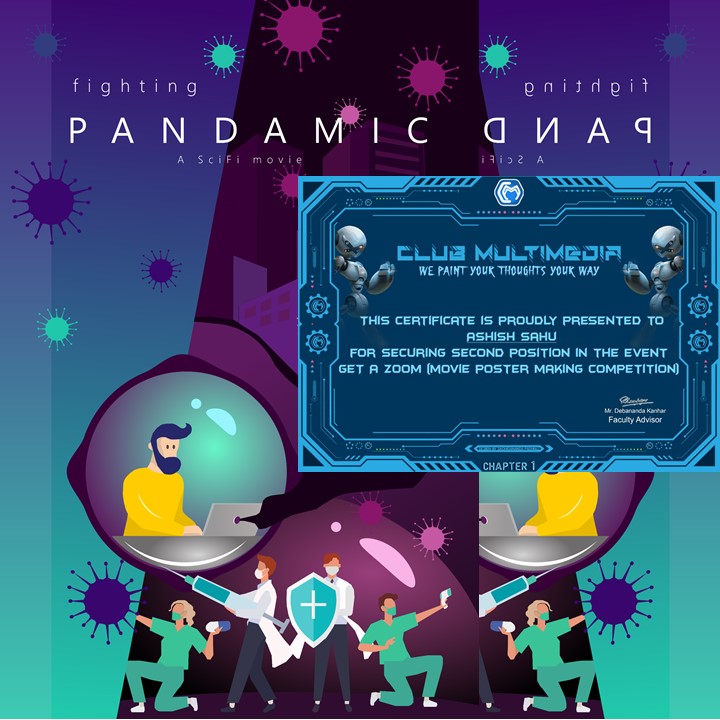 fighting
PANDAMIC
A SciFi movie
fighting
PAND
A SciFi
CLUB MULTIMEDIA
WE PAINT YOUR THOUGHTS YOUR WAY
THIS CERTIFICATE IS PROUDLY PRESENTED TO
ASHISH SAHU
FOR SECURING SECOND POSITION IN THE EVENT
GET A ZOOM (MOVIE POSTER MAKING COMPETITION)
Mr. Debananda Kanhar
Faculty Advisor
CHAPTER 1